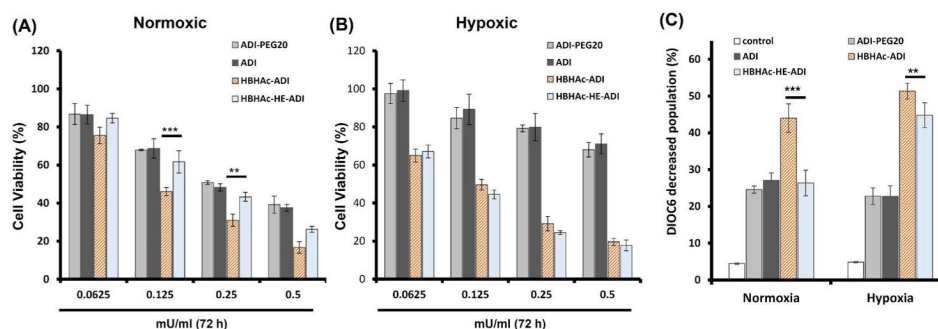 (A)
Normoxic
Cell Viability (%)
120
100
80
60
40
20
0
ADI-PEG20
ADI
HBHAc-ADI
HBHAc-HE-ADI
***
**
0.0625
0.125
0.25
0.5
mU/ml (72 h)
(B)
Hypoxic
Cell Viability (%)
120
100
80
60
40
20
0
ADI-PEG20
ADI
HBHAc-ADI
HBHAc-HE-ADI
0.0625
0.125
0.25
0.5
mU/ml (72 h)
(C)
DIOC6 decreased population (%)
60
50
40
30
20
10
0
control
ADI-PEG20
ADI
HBHAc-ADI
HBHAc-HE-ADI
***
**
Normoxia
Hypoxia